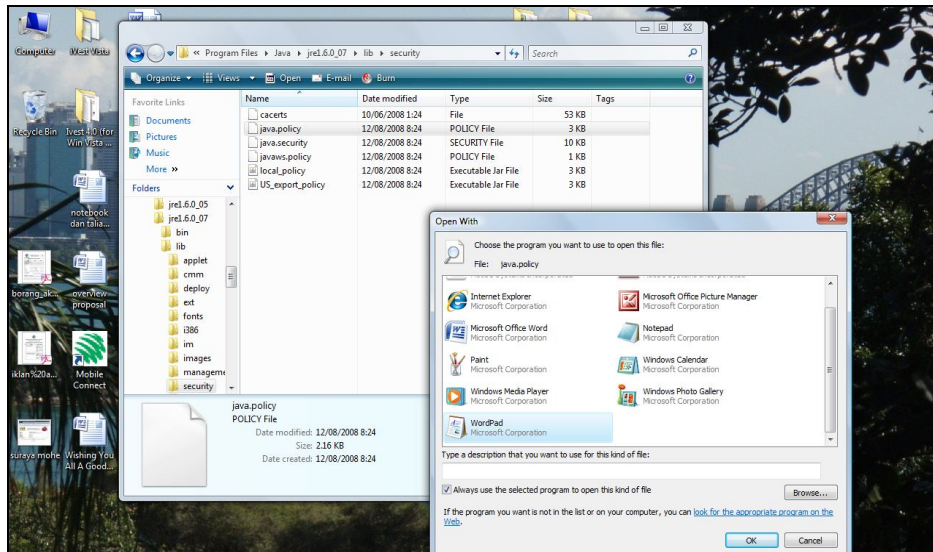 Computer
iVest Vista
Recycle Bin
Ivest 4.0 (for
Win Vista ...
notebook
dan talia...
borang_ak...
overview
proposal
iklan%20a...
Mobile
Connect
suraya mohe
Wishing You
All A Good...
« Program Files ▸ Java ▸ jre1.6.0_07 ▸ lib ▸ security
Search
Organize Views Open E-mail Burn
Favorite Links
Documents
Pictures
Music
More »
Folders
jre1.6.0_05
jre1.6.0_07
bin
lib
applet
cmm
deploy
ext
fonts
i386
im
images
manageme
security
Name Date modified Type Size Tags
cacerts 10/06/2008 1:24 File 53 KB
java.policy 12/08/2008 8:24 POLICY File 3 KB
java.security 12/08/2008 8:24 SECURITY File 10 KB
javaws.policy 12/08/2008 8:24 POLICY File 1 KB
local_policy 12/08/2008 8:24 Executable Jar File 3 KB
US_export_policy 12/08/2008 8:24 Executable Jar File 3 KB
java.policy
POLICY File
Date modified: 12/08/2008 8:24
Size: 2.16 KB
Date created: 12/08/2008 8:24
Open With
Choose the program you want to use to open this file:
File: java.policy
Internet Explorer
Microsoft Corporation
Microsoft Office Picture Manager
Microsoft Corporation
Microsoft Office Word
Microsoft Corporation
Notepad
Microsoft Corporation
Paint
Microsoft Corporation
Windows Calendar
Microsoft Corporation
Windows Media Player
Microsoft Corporation
Windows Photo Gallery
Microsoft Corporation
WordPad
Microsoft Corporation
Type a description that you want to use for this kind of file:
Always use the selected program to open this kind of file
Browse...
If the program you want is not in the list or on your computer, you can look for the appropriate program on the
Web.
OK Cancel